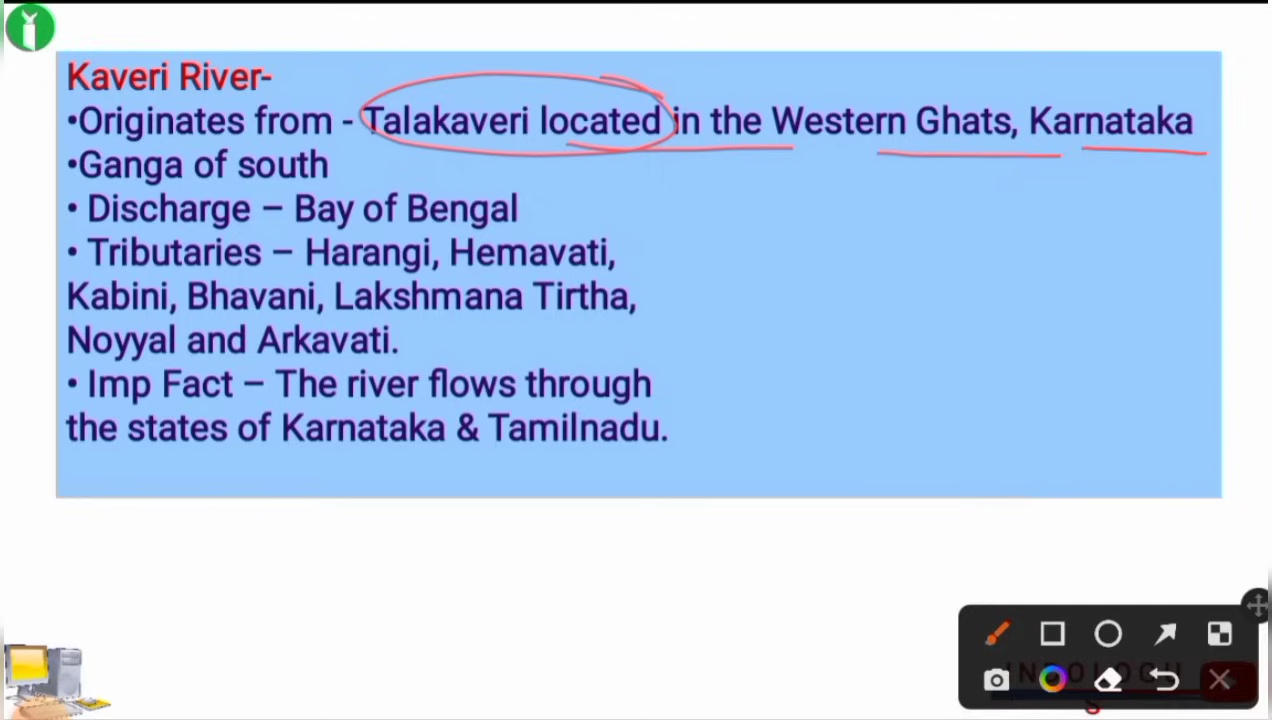 Kaveri River-
•Originates from - Talakaveri located in the Western Ghats, Karnataka
•Ganga of south
• Discharge – Bay of Bengal
• Tributaries – Harangi, Hemavati,
Kabini, Bhavani, Lakshmana Tirtha,
Noyyal and Arkavati.
• Imp Fact – The river flows through
the states of Karnataka & Tamilnadu.